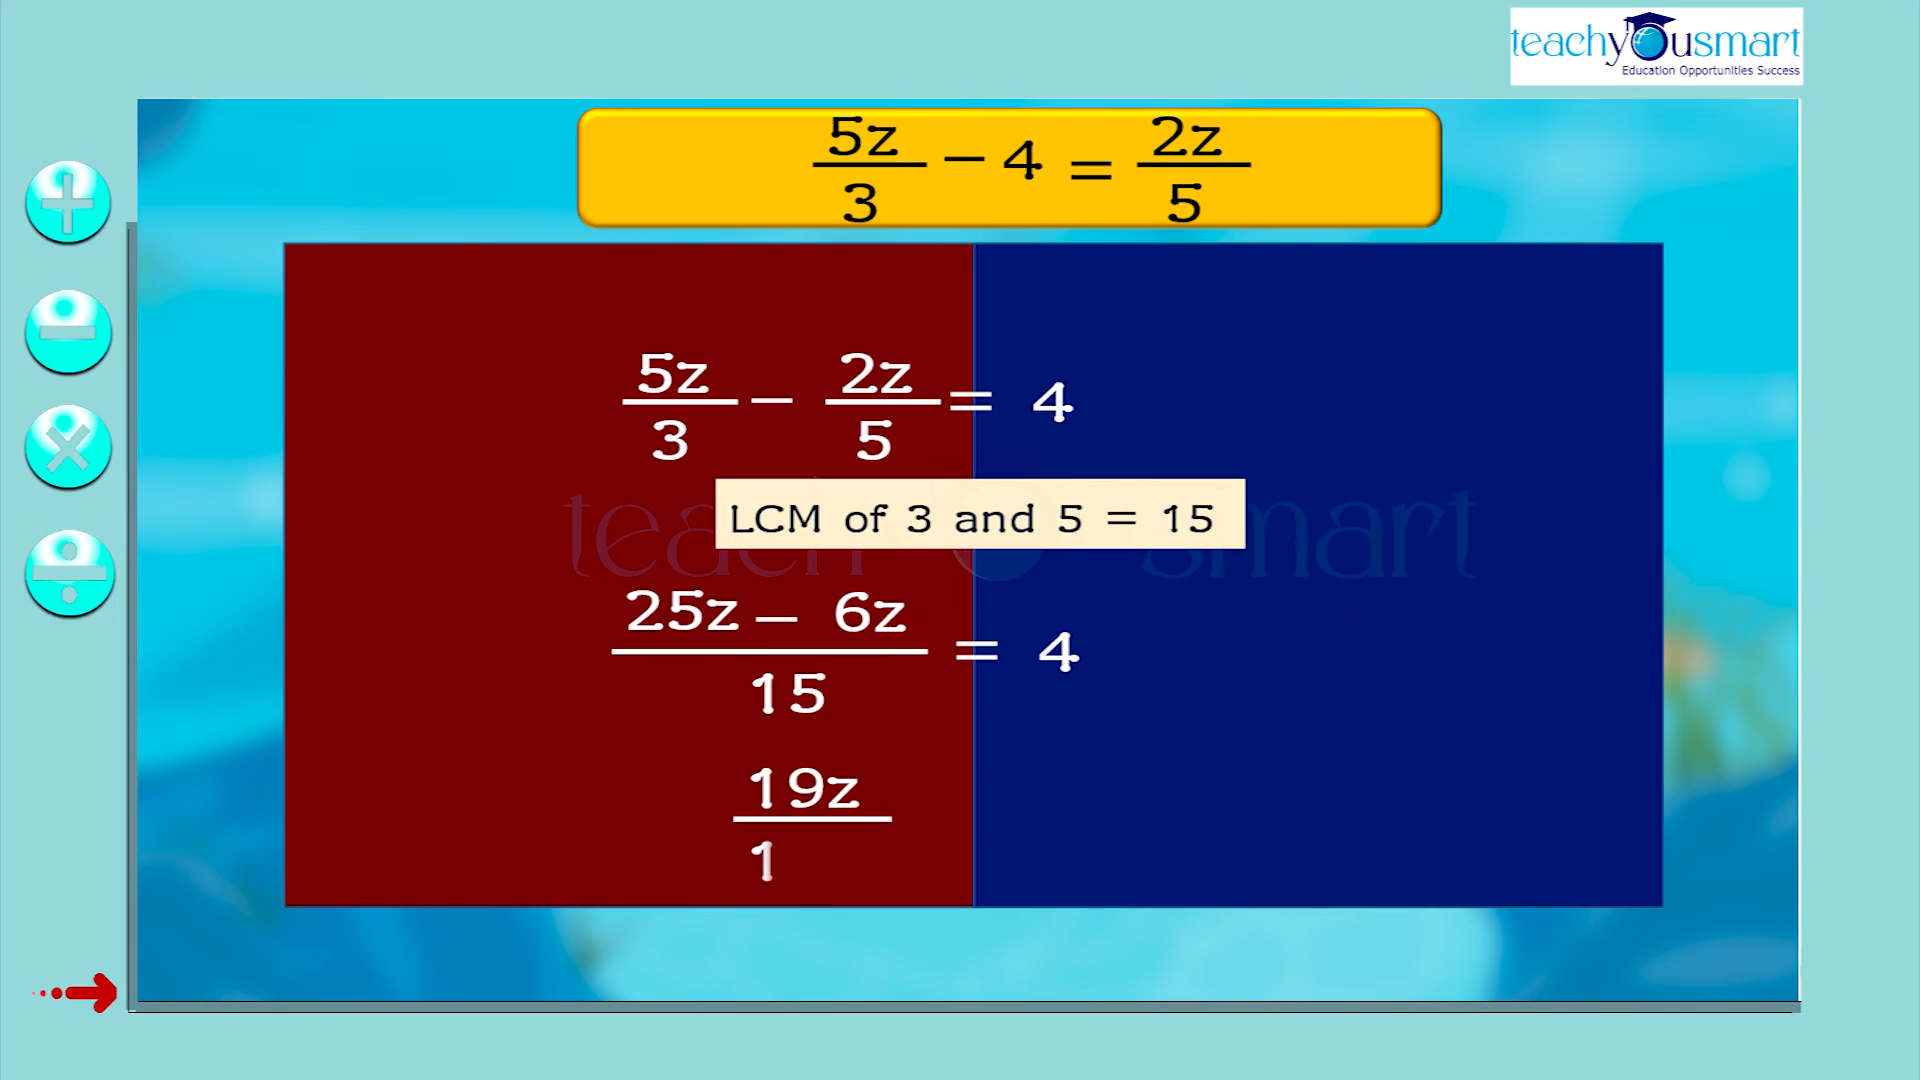 teachyousmart
Education Opportunities Success
5z/3 − 4 = 2z/5
5z/3 − 2z/5 = 4
LCM of 3 and 5 = 15
25z − 6z / 15 = 4
19z/1